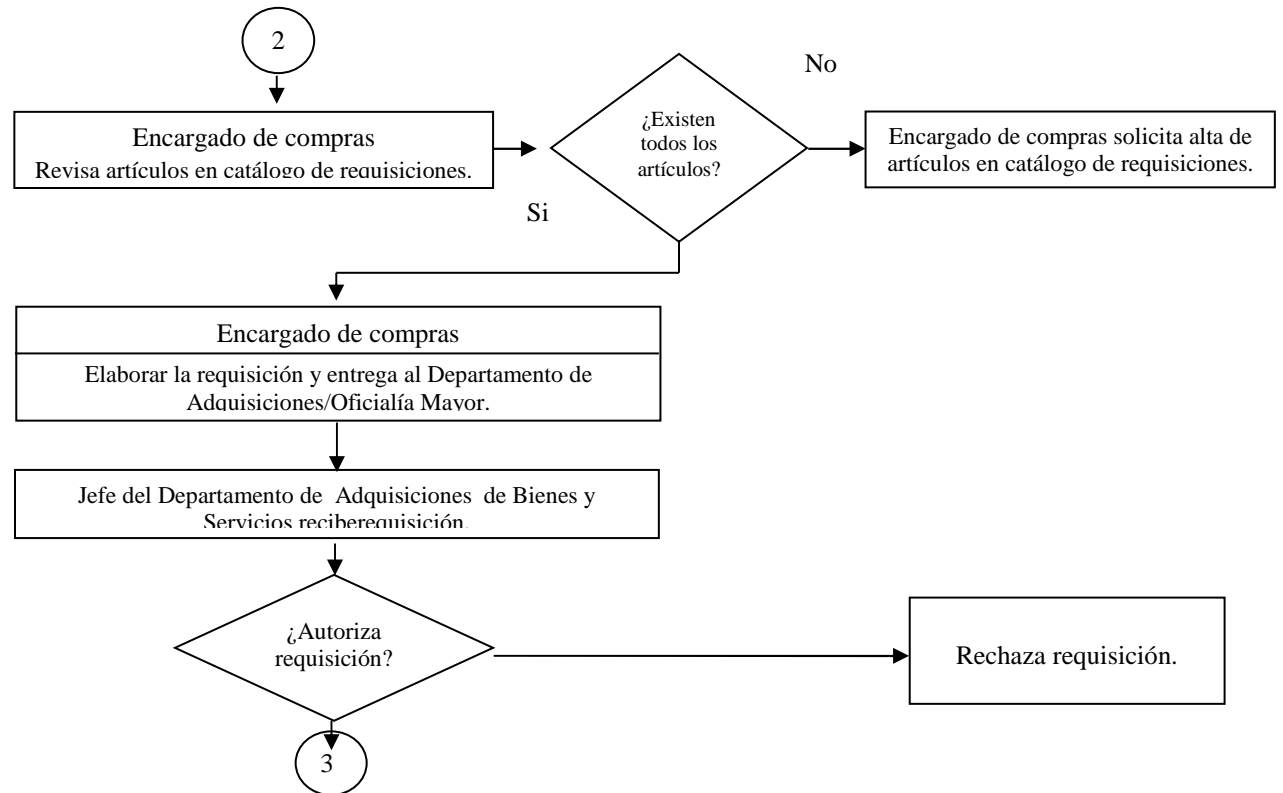 2
No
Encargado de compras
Revisa artículos en catálogo de requisiciones.
¿Existen
todos los
artículos?
Encargado de compras solicita alta de
artículos en catálogo de requisiciones.
Si
Encargado de compras
Elaborar la requisición y entrega al Departamento de
Adquisiciones/Oficialía Mayor.
Jefe del Departamento de Adquisiciones de Bienes y
Servicios reciberequisición.
¿Autoriza
requisición?
Rechaza requisición.
3